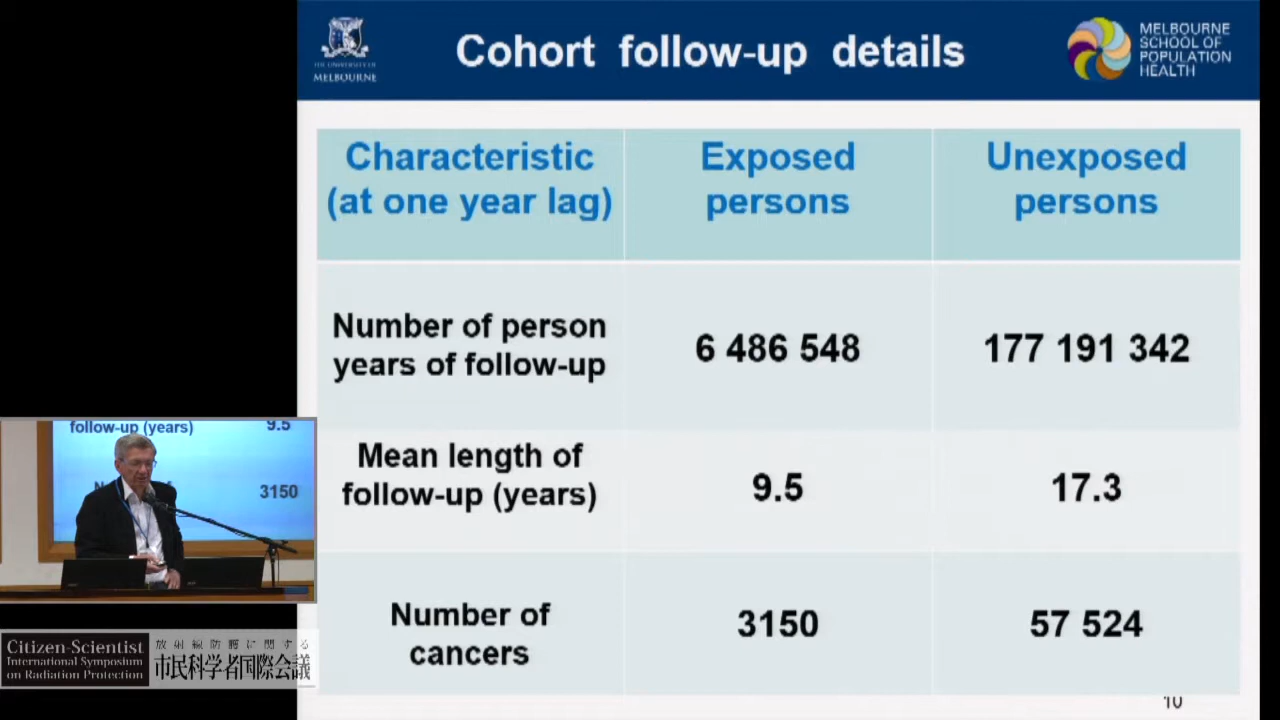 THE UNIVERSITY OF
MELBOURNE
Cohort follow-up details
MELBOURNE
SCHOOL OF
POPULATION
HEALTH
Characteristic
(at one year lag)
Exposed
persons
Unexposed
persons
Number of person
years of follow-up
6 486 548
177 191 342
Mean length of
follow-up (years)
9.5
17.3
Number of
cancers
3150
57 524
10
follow-up (years)
9.5
3150
Citizen-Scientist
International Symposium
on Radiation Protection
放射線防護に関する
市民科学者国際会議